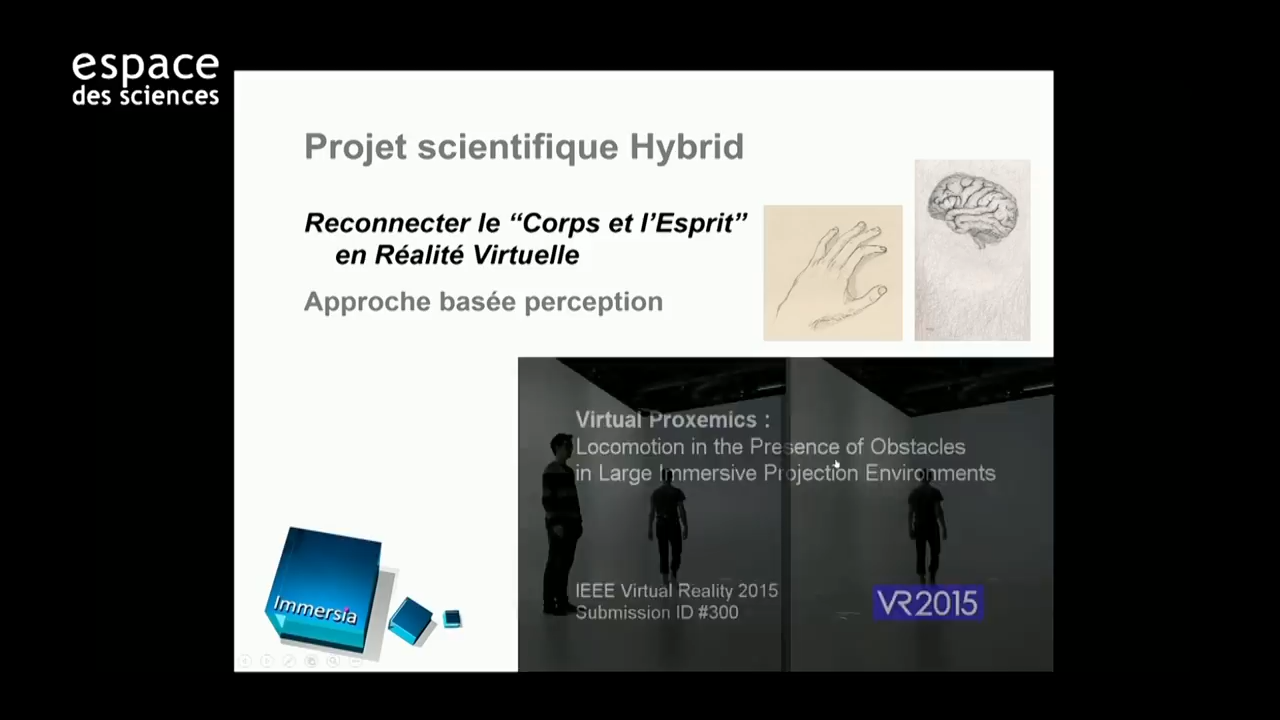 espace
des sciences
Projet scientifique Hybrid
Reconnecter le “Corps et l’Esprit”
en Réalité Virtuelle
Approche basée perception
Virtual Proxemics :
Locomotion in the Presence of Obstacles
in Large Immersive Projection Environments
IEEE Virtual Reality 2015
Submission ID #300
VR2015
Immersia